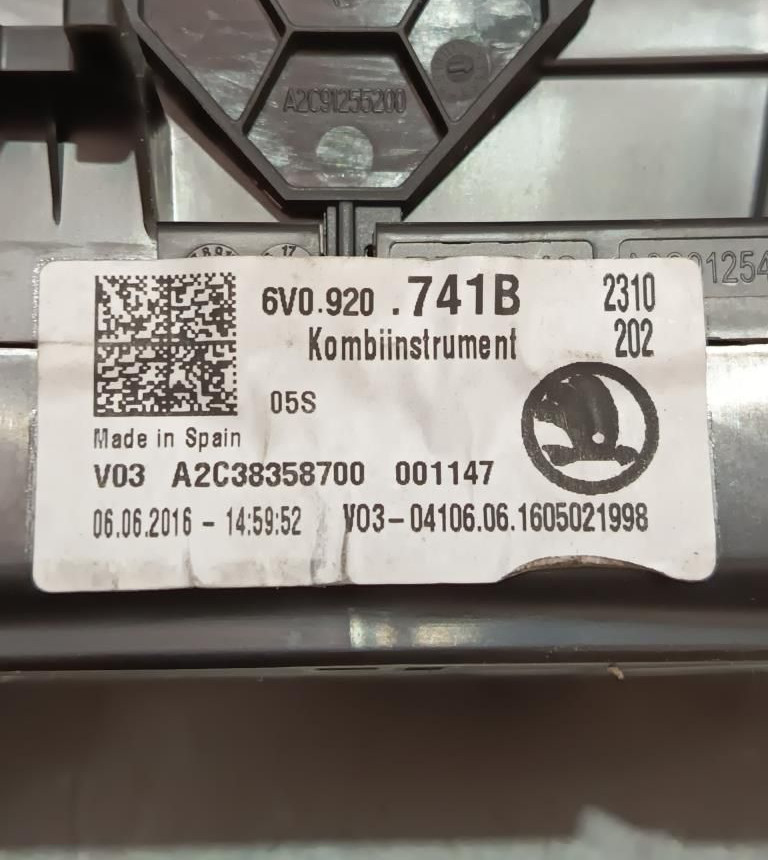 A2C91255200
17
6V0.920 .741B 2310
Kombiinstrument 202
05S
Made in Spain
V03 A2C38358700 001147
06.06.2016 - 14:59:52 V03-04106.06.1605021998